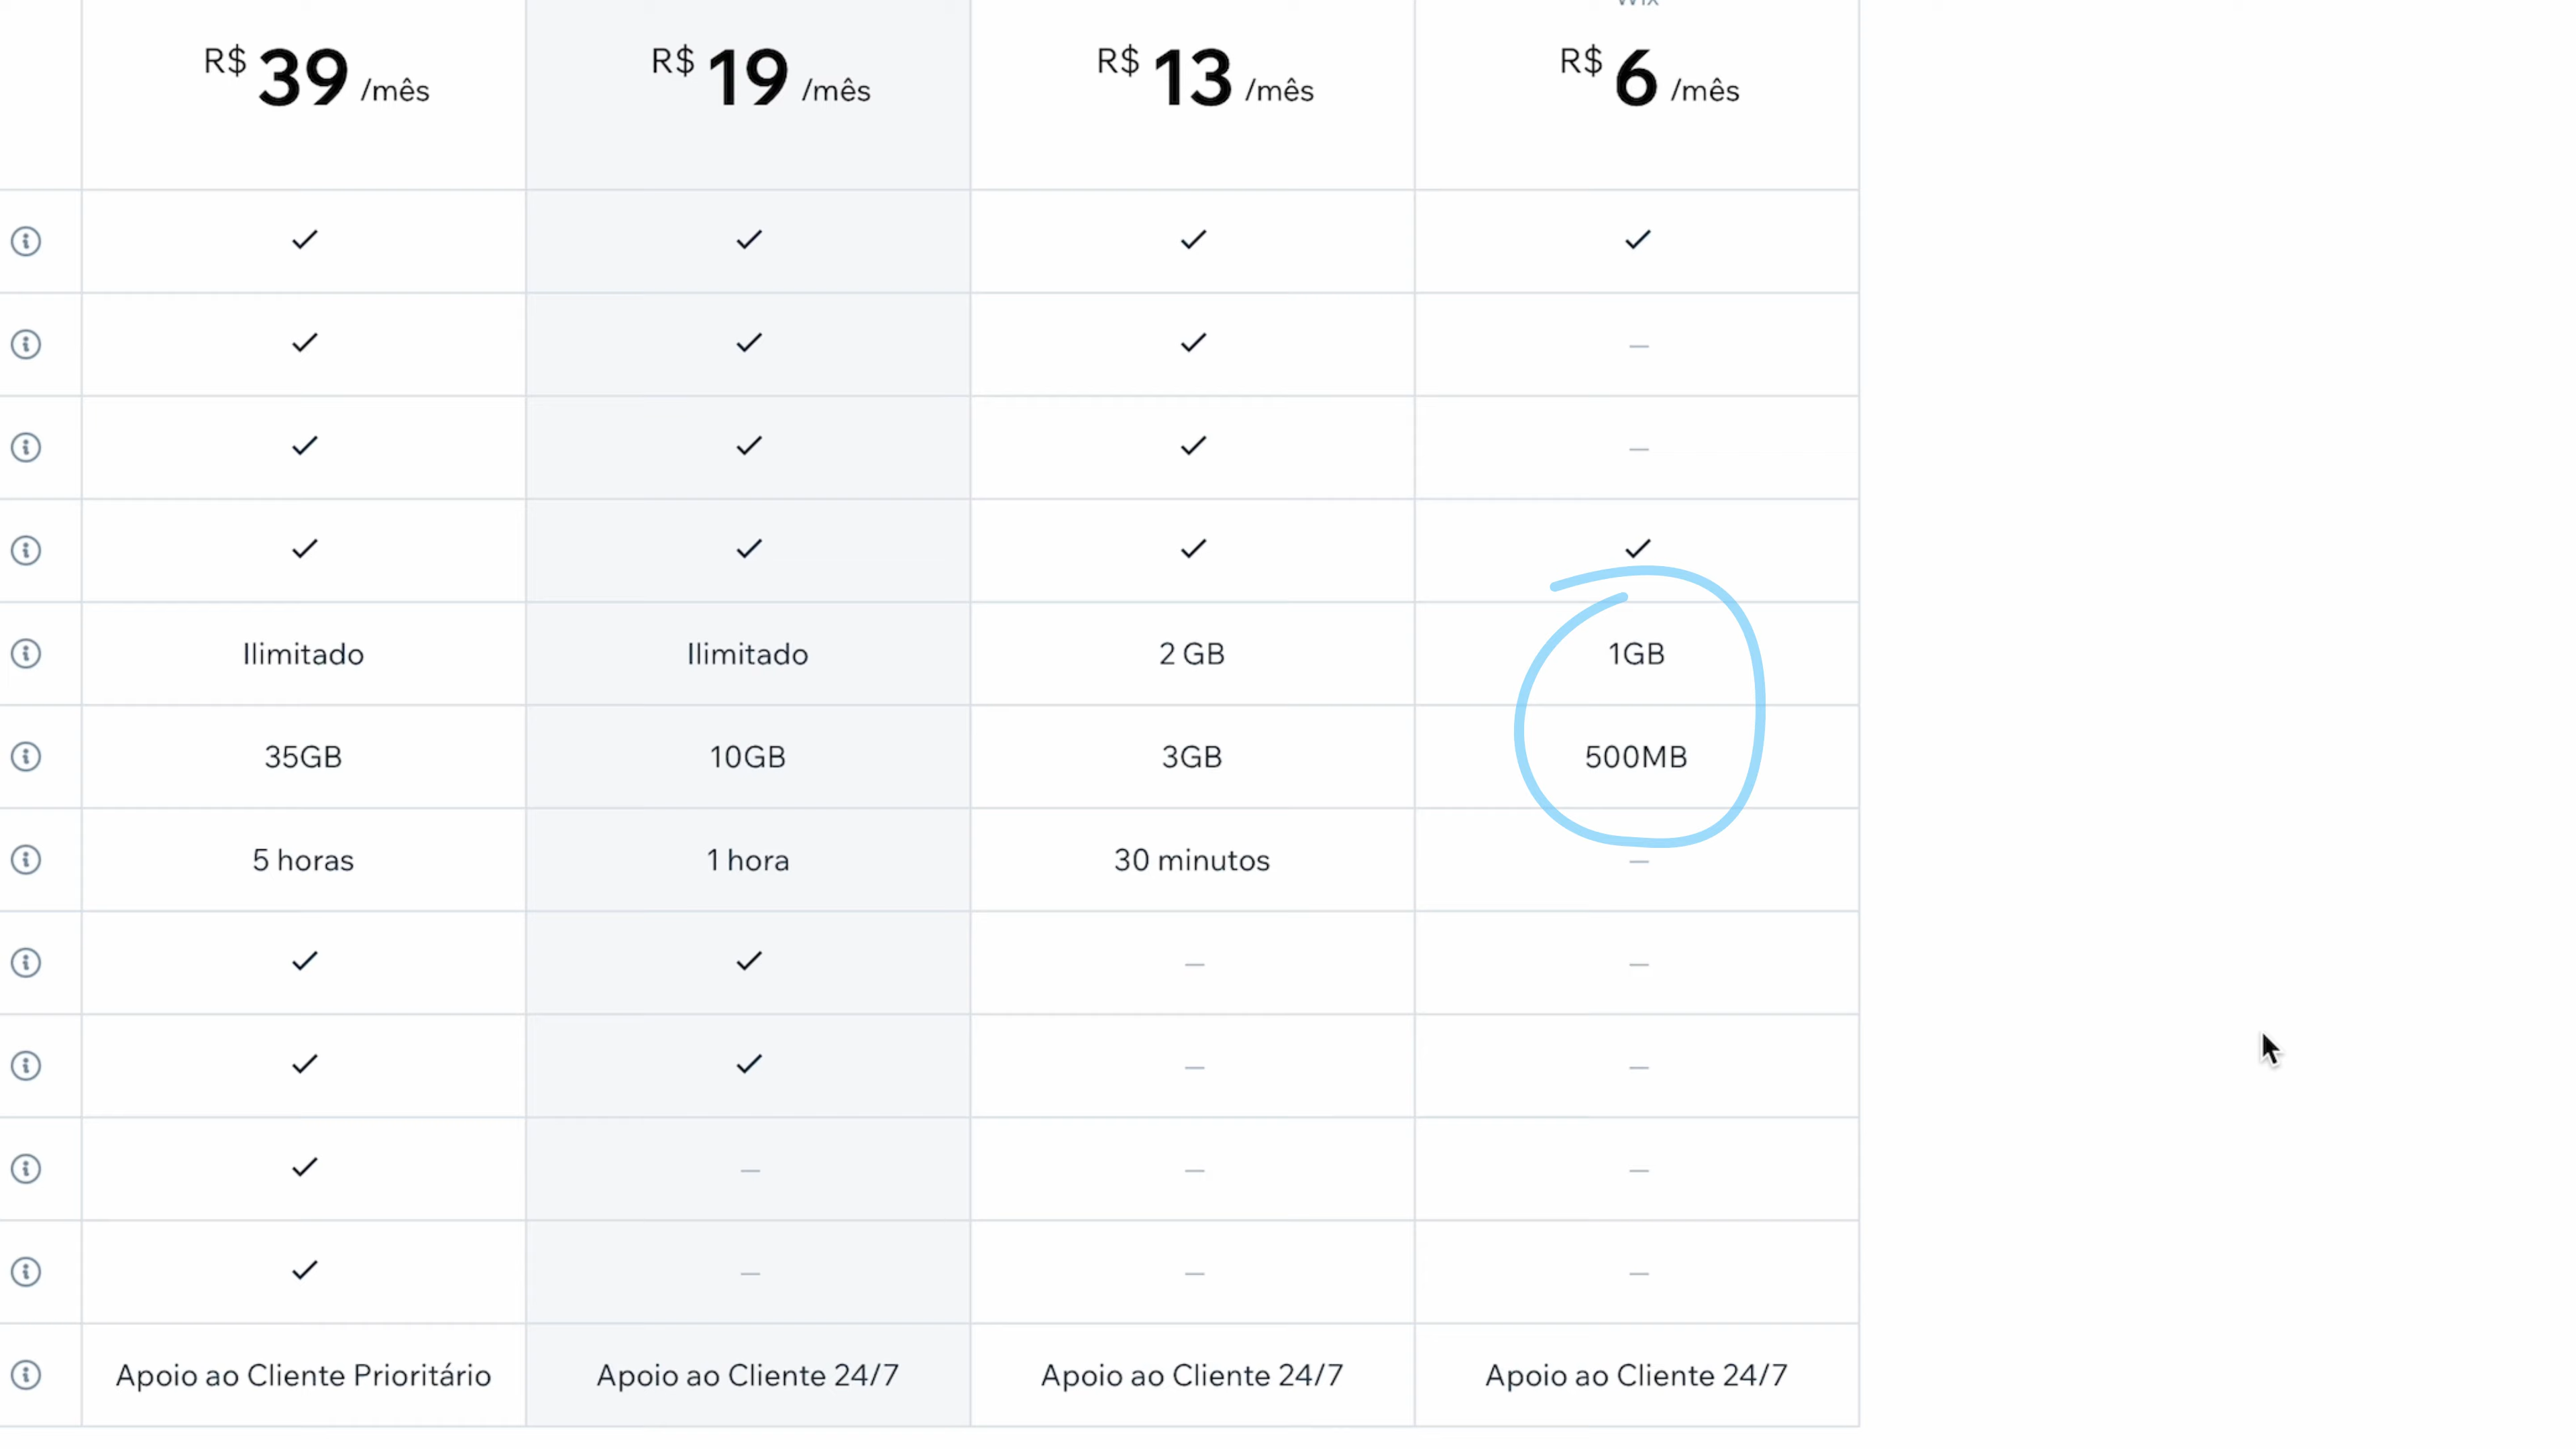 Wix
R$ 39 /mês R$ 19 /mês R$ 13 /mês R$ 6 /mês
Ilimitado Ilimitado 2 GB 1GB
35GB 10GB 3GB 500MB
5 horas 1 hora 30 minutos
Apoio ao Cliente Prioritário Apoio ao Cliente 24/7 Apoio ao Cliente 24/7 Apoio ao Cliente 24/7